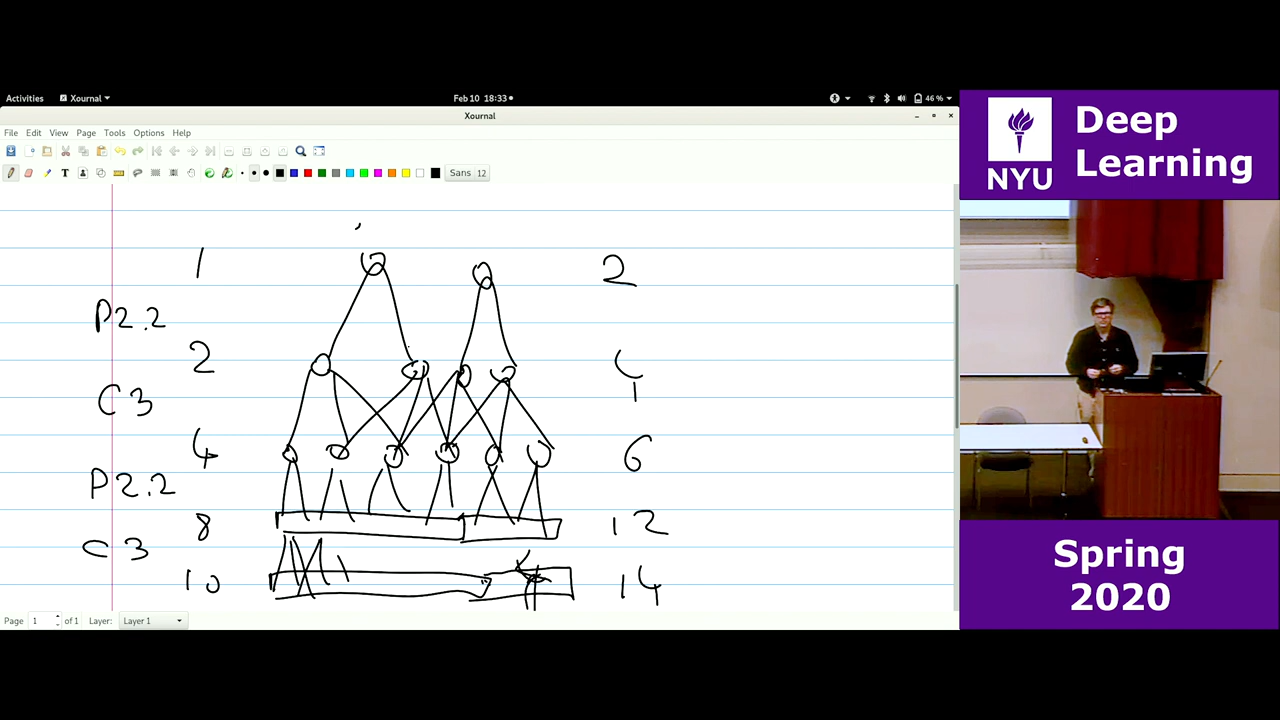 Activities Xournal Feb 10 18:33 46 %
Xournal
File Edit View Page Tools Options Help
Sans 12
1 2
P2.2
2 4
C3
4 6
P2.2
8 12
C3
10 14
Page 1 of 1 Layer: Layer 1
NYU
Deep
Learning
Spring
2020